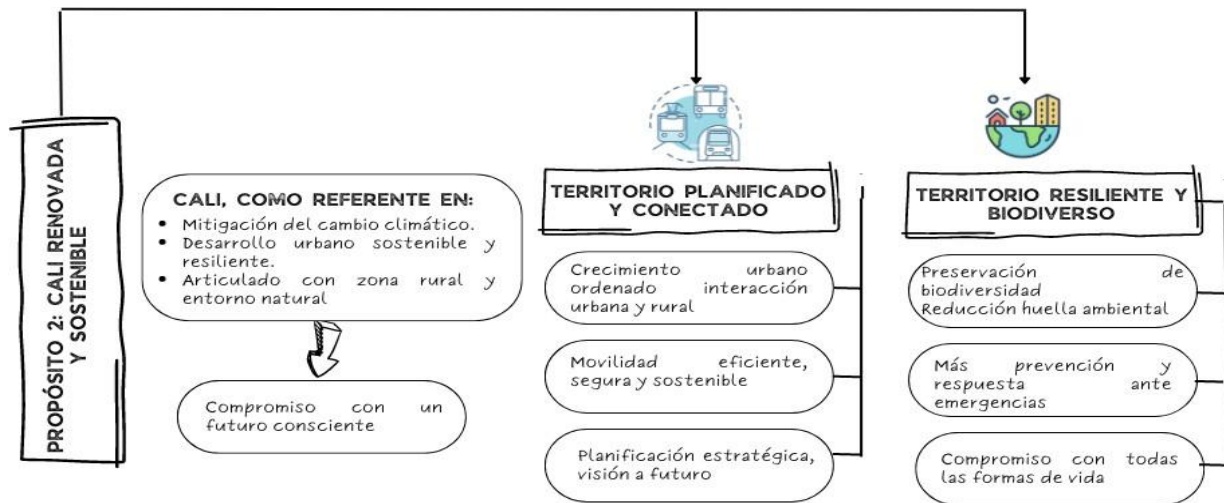 PROPÓSITO 2: CALI RENOVADA
Y SOSTENIBLE
CALI, COMO REFERENTE EN:
• Mitigación del cambio climático.
• Desarrollo urbano sostenible y
resiliente.
• Articulado con zona rural y
entorno natural
Compromiso con un
futuro consciente
TERRITORIO PLANIFICADO
Y CONECTADO
Crecimiento urbano
ordenado interacción
urbana y rural
Movilidad eficiente,
segura y sostenible
Planificación estratégica,
visión a futuro
TERRITORIO RESILIENTE Y
BIODIVERSO
Preservación de
biodiversidad
Reducción huella ambiental
Más prevención y
respuesta ante
emergencias
Compromiso con todas
las formas de vida